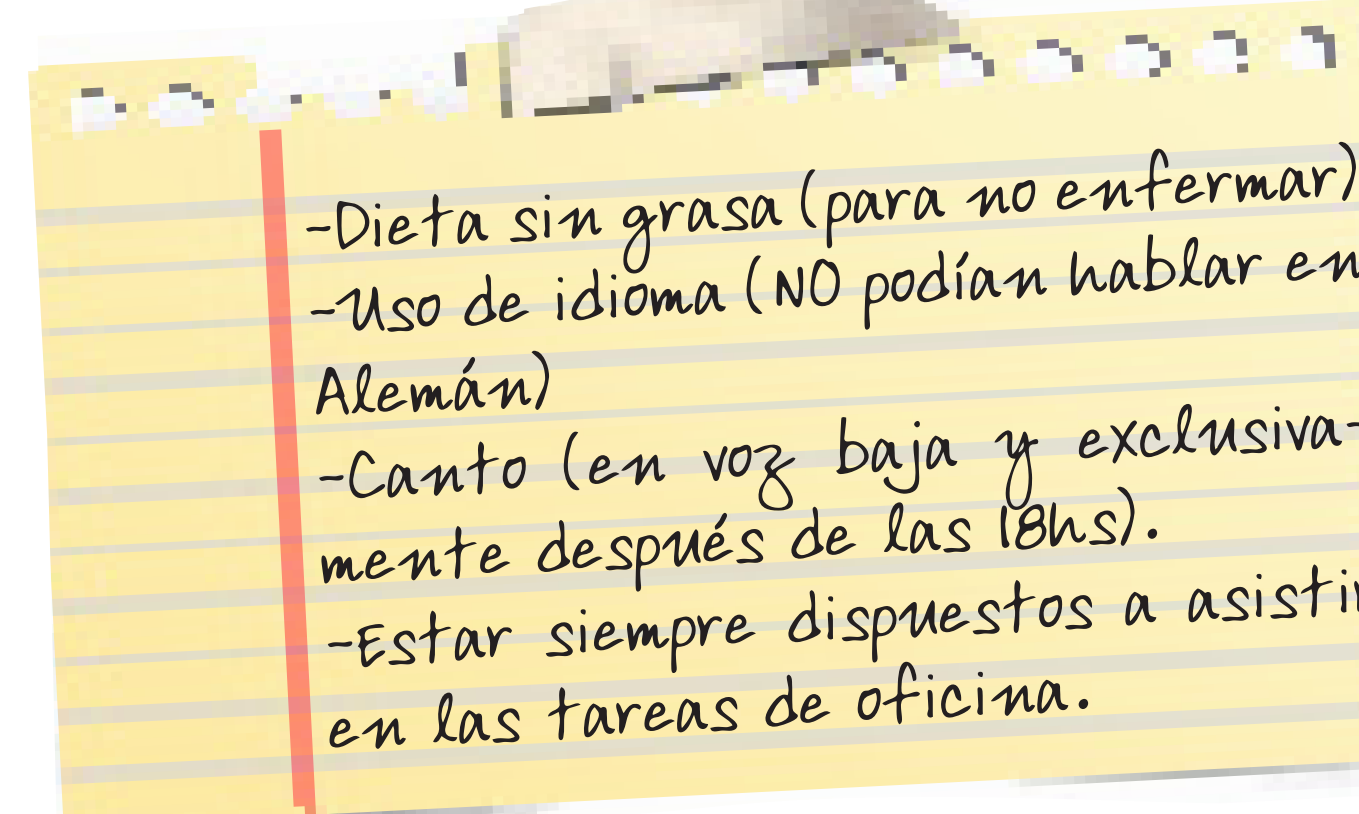 -Dieta sin grasa (para no enfermar)
-Uso de idioma (NO podían hablar en
Alemán)
-Canto (en voz baja y exclusiva-
mente después de las 18hs).
-Estar siempre dispuestos a asistir
en las tareas de oficina.